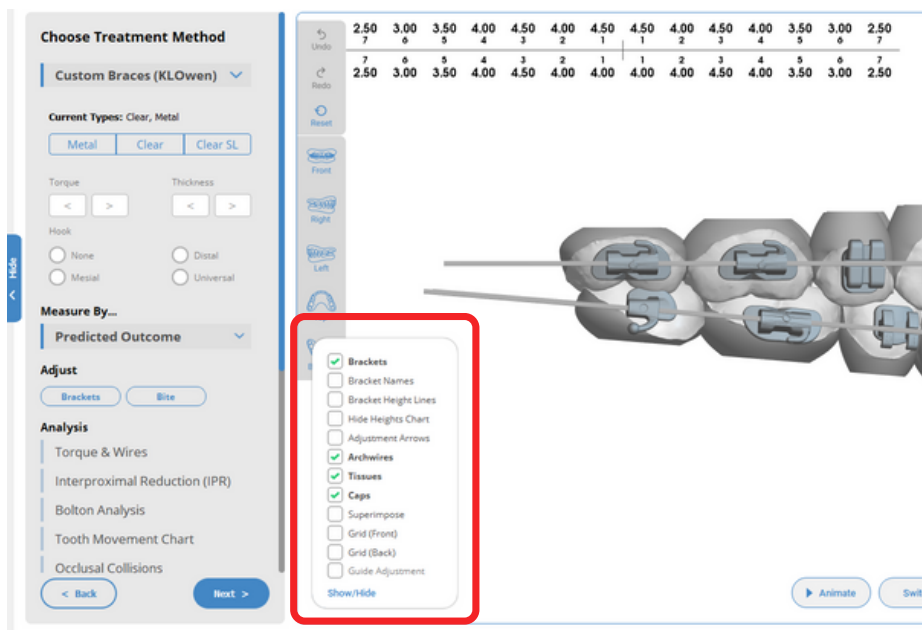 Choose Treatment Method
Custom Braces (KLOwen)
Current Types: Clear, Metal
Metal Clear Clear SL
Torque Thickness
< > < >
Hook
None Distal
Mesial Universal
Measure By...
Predicted Outcome
Adjust
Brackets Bite
Analysis
Torque & Wires
Interproximal Reduction (IPR)
Bolton Analysis
Tooth Movement Chart
Occlusal Collisions
< Back Next >
< Hide
Undo
Redo
Reset
Front
Right
Left
2.50 3.00 3.50 4.00 4.50 4.00 4.50 4.50 4.00 4.50 4.00 3.50 3.00 2.50
7 6 5 4 3 2 1 1 2 3 4 5 6 7
7 6 5 4 3 2 1 1 2 3 4 5 6 7
2.50 3.00 3.50 4.00 4.50 4.00 4.00 4.00 4.00 4.50 4.00 3.50 3.00 2.50
Brackets
Bracket Names
Bracket Height Lines
Hide Heights Chart
Adjustment Arrows
Archwires
Tissues
Caps
Superimpose
Grid (Front)
Grid (Back)
Guide Adjustment
Show/Hide
Animate